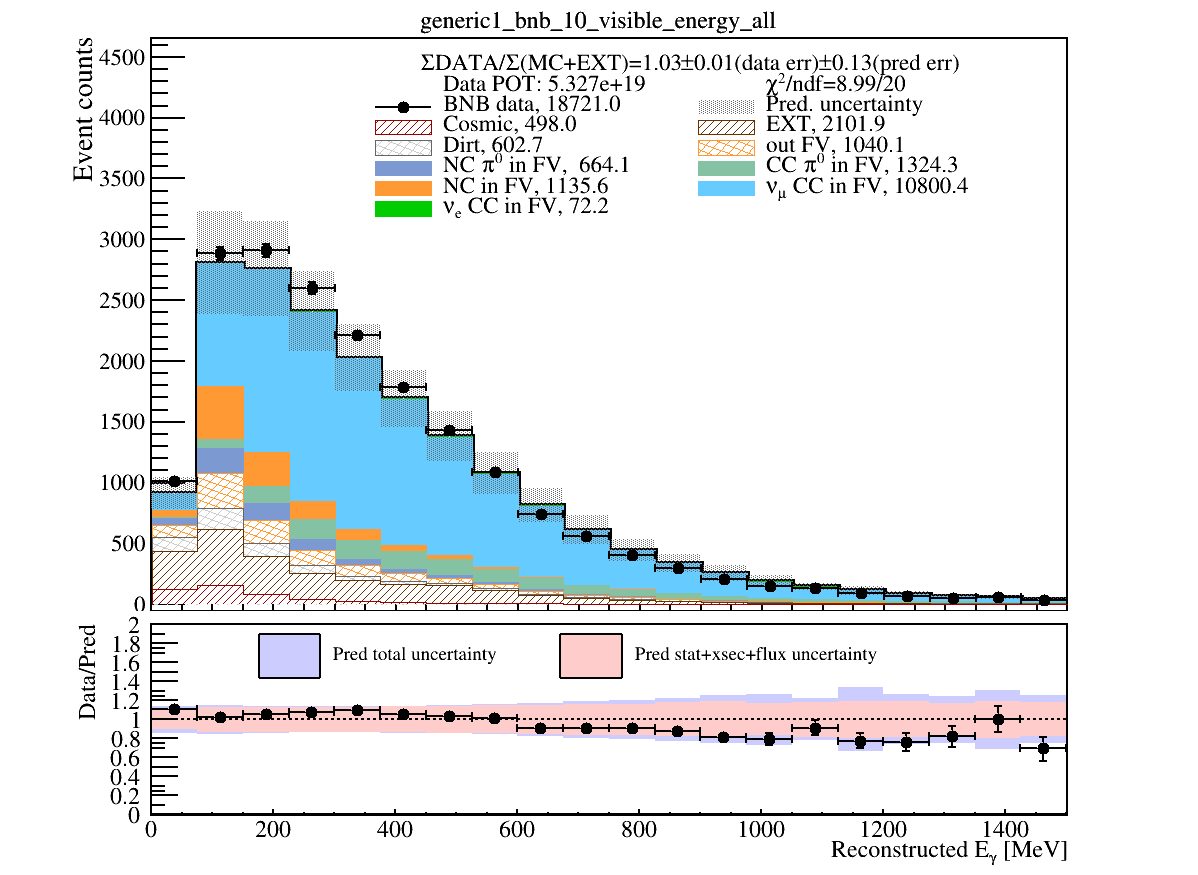 generic1_bnb_10_visible_energy_all
ΣDATA/Σ(MC+EXT)=1.03±0.01(data err)±0.13(pred err)
Data POT: 5.327e+19 χ²/ndf=8.99/20
BNB data, 18721.0 Pred. uncertainty
Cosmic, 498.0 EXT, 2101.9
Dirt, 602.7 out FV, 1040.1
NC π⁰ in FV, 664.1 CC π⁰ in FV, 1324.3
NC in FV, 1135.6 νμ CC in FV, 10800.4
νe CC in FV, 72.2
Event counts
4500
4000
3500
3000
2500
2000
1500
1000
500
0
Data/Pred
2
1.8
1.6
1.4
1.2
1
0.8
0.6
0.4
0.2
0
Pred total uncertainty Pred stat+xsec+flux uncertainty
0 200 400 600 800 1000 1200 1400
Reconstructed Eγ [MeV]